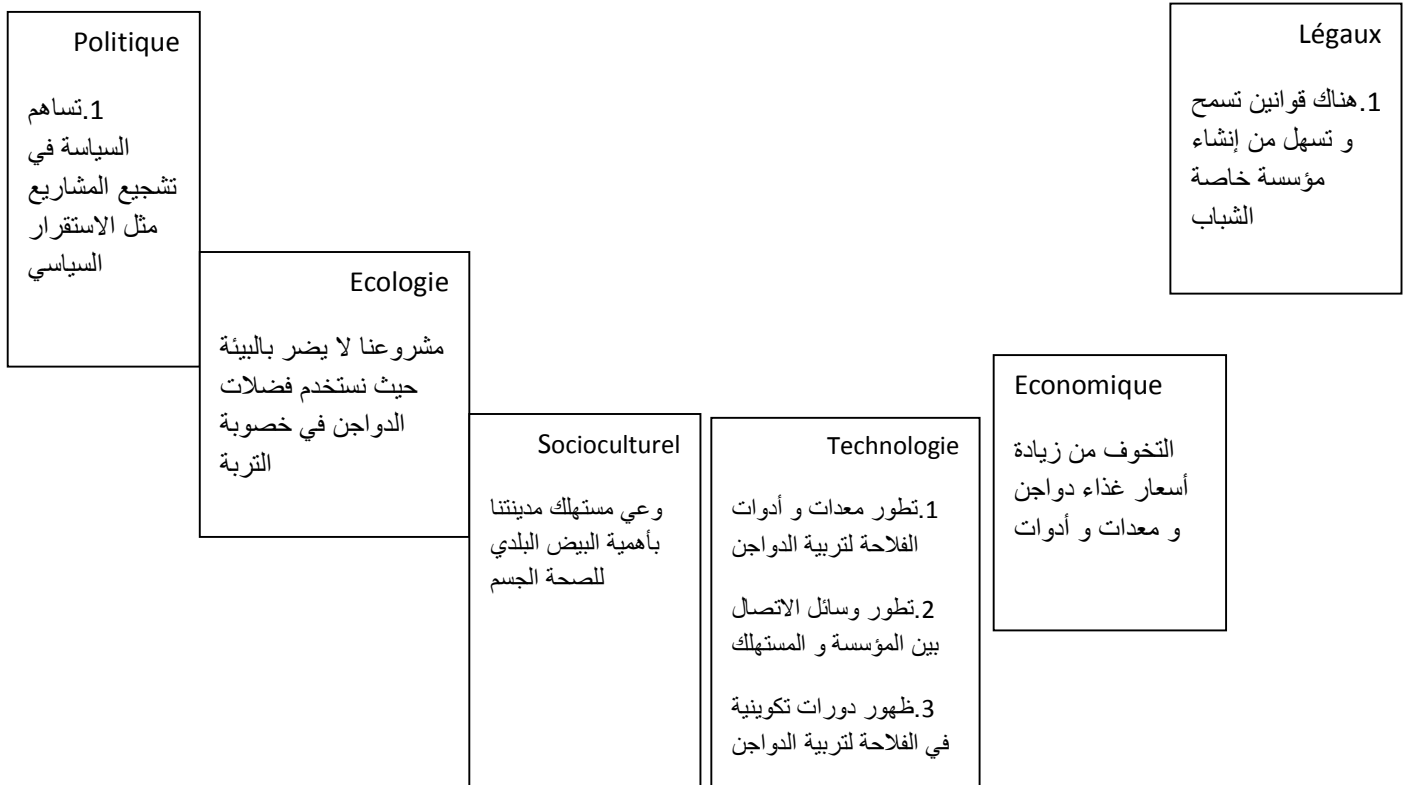 Politique
1.تساهم
السياسة في
تشجيع المشاريع
مثل الاستقرار
السياسي
Ecologie
مشروعنا لا يضر بالبيئة
حيث نستخدم فضلات
الدواجن في خصوبة
التربة
Socioculturel
وعي مستهلك مدينتنا
بأهمية البيض البلدي
للصحة الجسم
Technologie
1.تطور معدات و أدوات
الفلاحة لتربية الدواجن
2.تطور وسائل الاتصال
بين المؤسسة و المستهلك
3.ظهور دورات تكوينية
في الفلاحة لتربية الدواجن
Economique
التخوف من زيادة
أسعار غذاء دواجن
و معدات و أدوات
Légaux
1.هناك قوانين تسمح
و تسهل من إنشاء
مؤسسة خاصة
الشباب